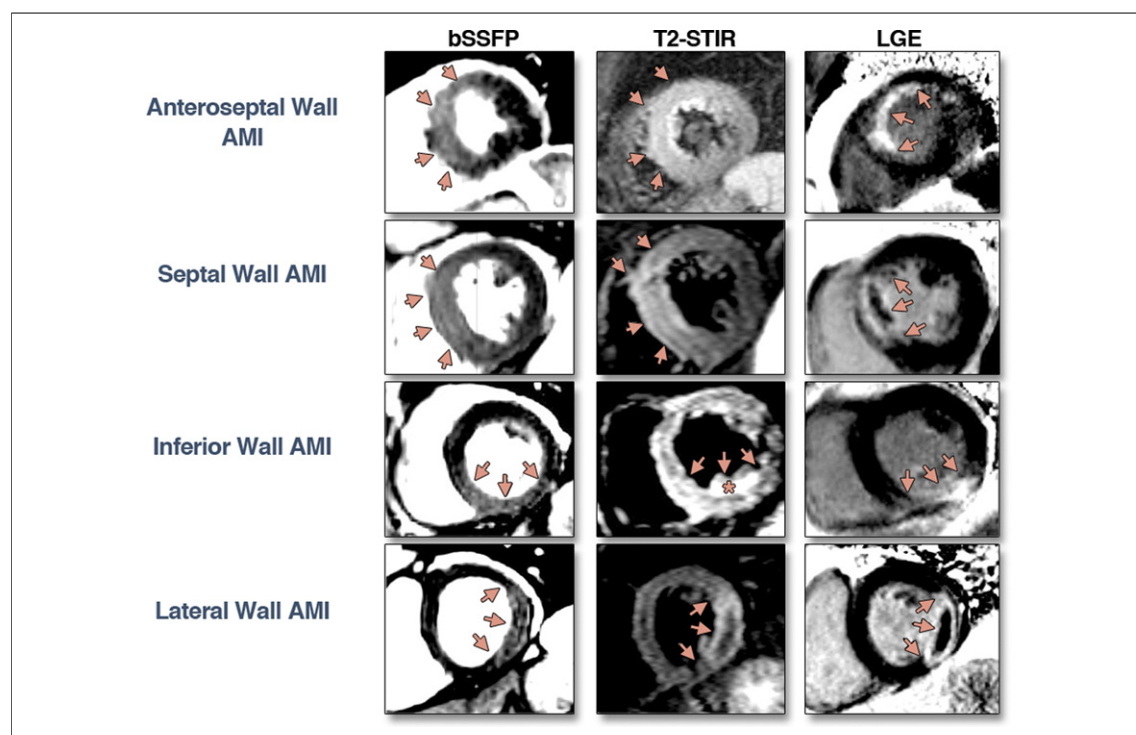 bSSFP T2-STIR LGE
Anteroseptal Wall
AMI
Septal Wall AMI
Inferior Wall AMI
*
Lateral Wall AMI